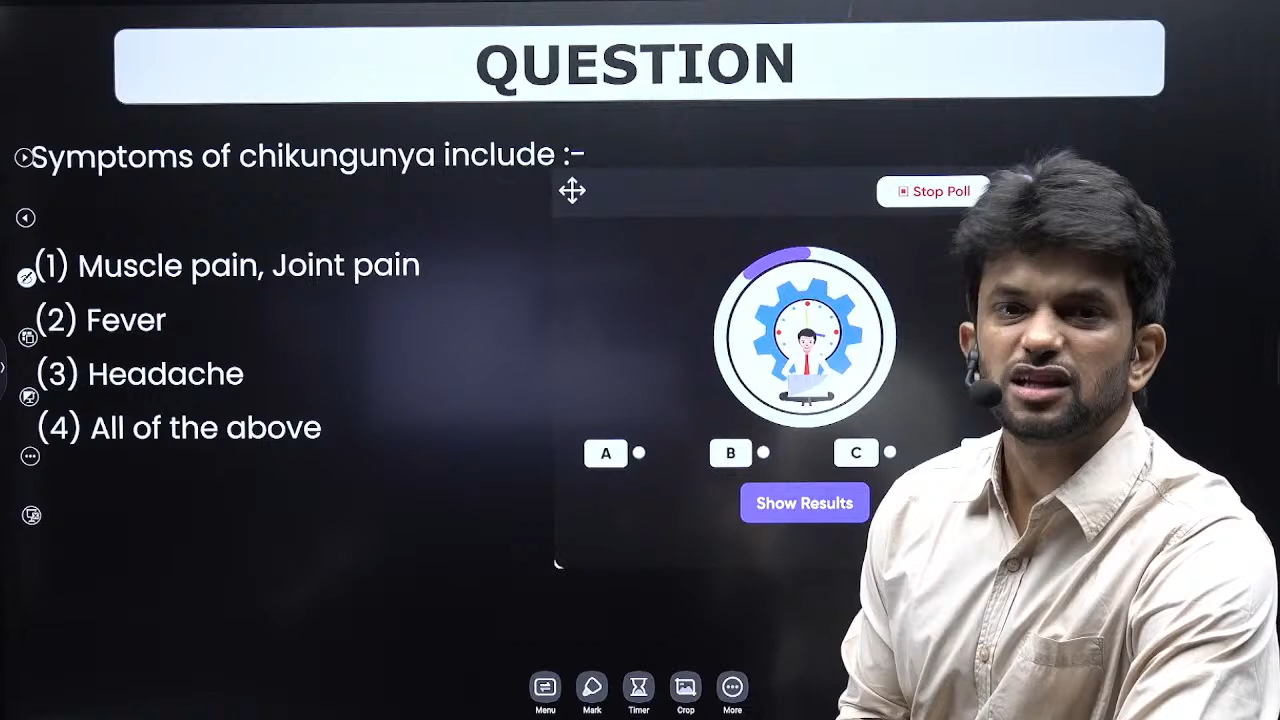 QUESTION
Symptoms of chikungunya include :-
Stop Poll
(1) Muscle pain, Joint pain
(2) Fever
(3) Headache
(4) All of the above
A
B
C
Show Results
Menu
Mark
Timer
Crop
More